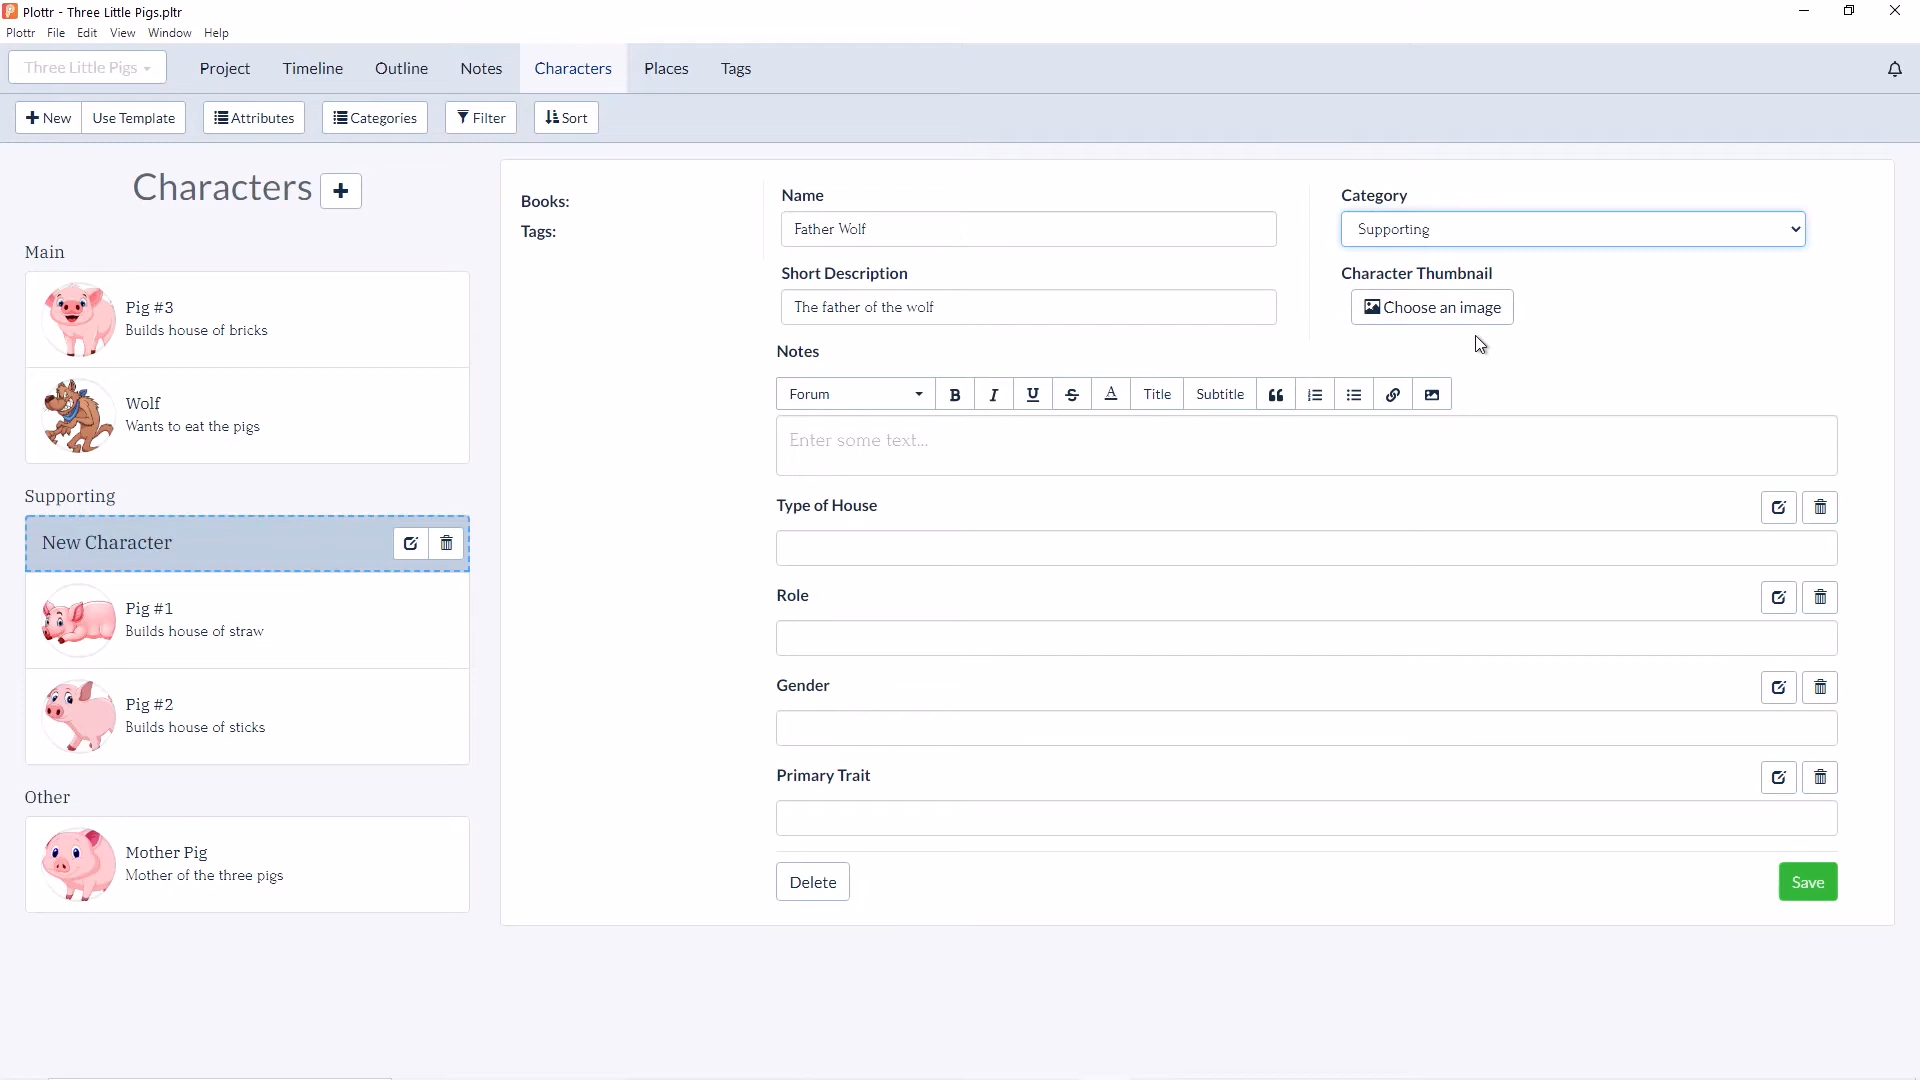 Plottr - Three Little Pigs.pltr
Plottr File Edit View Window Help
Three Little Pigs Project Timeline Outline Notes Characters Places Tags
New Use Template Attributes Categories Filter Sort
Characters
Main
Pig #3
Builds house of bricks
Wolf
Wants to eat the pigs
Supporting
New Character
Pig #1
Builds house of straw
Pig #2
Builds house of sticks
Other
Mother Pig
Mother of the three pigs
Books:
Tags:
Name
Father Wolf
Short Description
The father of the wolf
Category
Supporting
Character Thumbnail
Choose an image
Notes
Forum B I U S A Title Subtitle
Enter some text...
Type of House
Role
Gender
Primary Trait
Delete Save